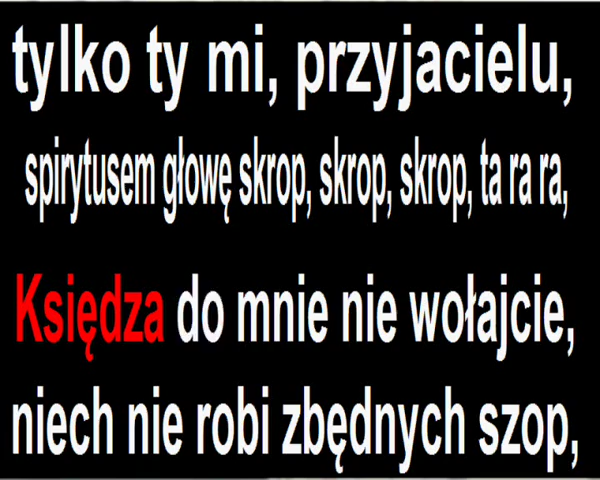 tylko ty mi, przyjacielu,
spirytusem głowę skrop, skrop, skrop, ta ra ra,
Księdza do mnie nie wołajcie,
niech nie robi zbędnych szop,